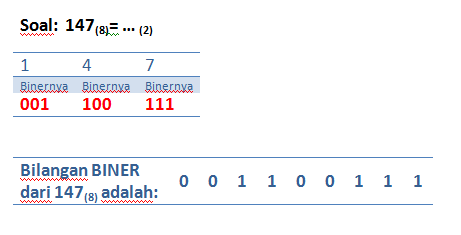 Soal: 147(8)= ... (2)
1 4 7
Binernya Binernya Binernya
001 100 111
Bilangan BINER
dari 147(8) adalah: 0 0 1 1 0 0 1 1 1